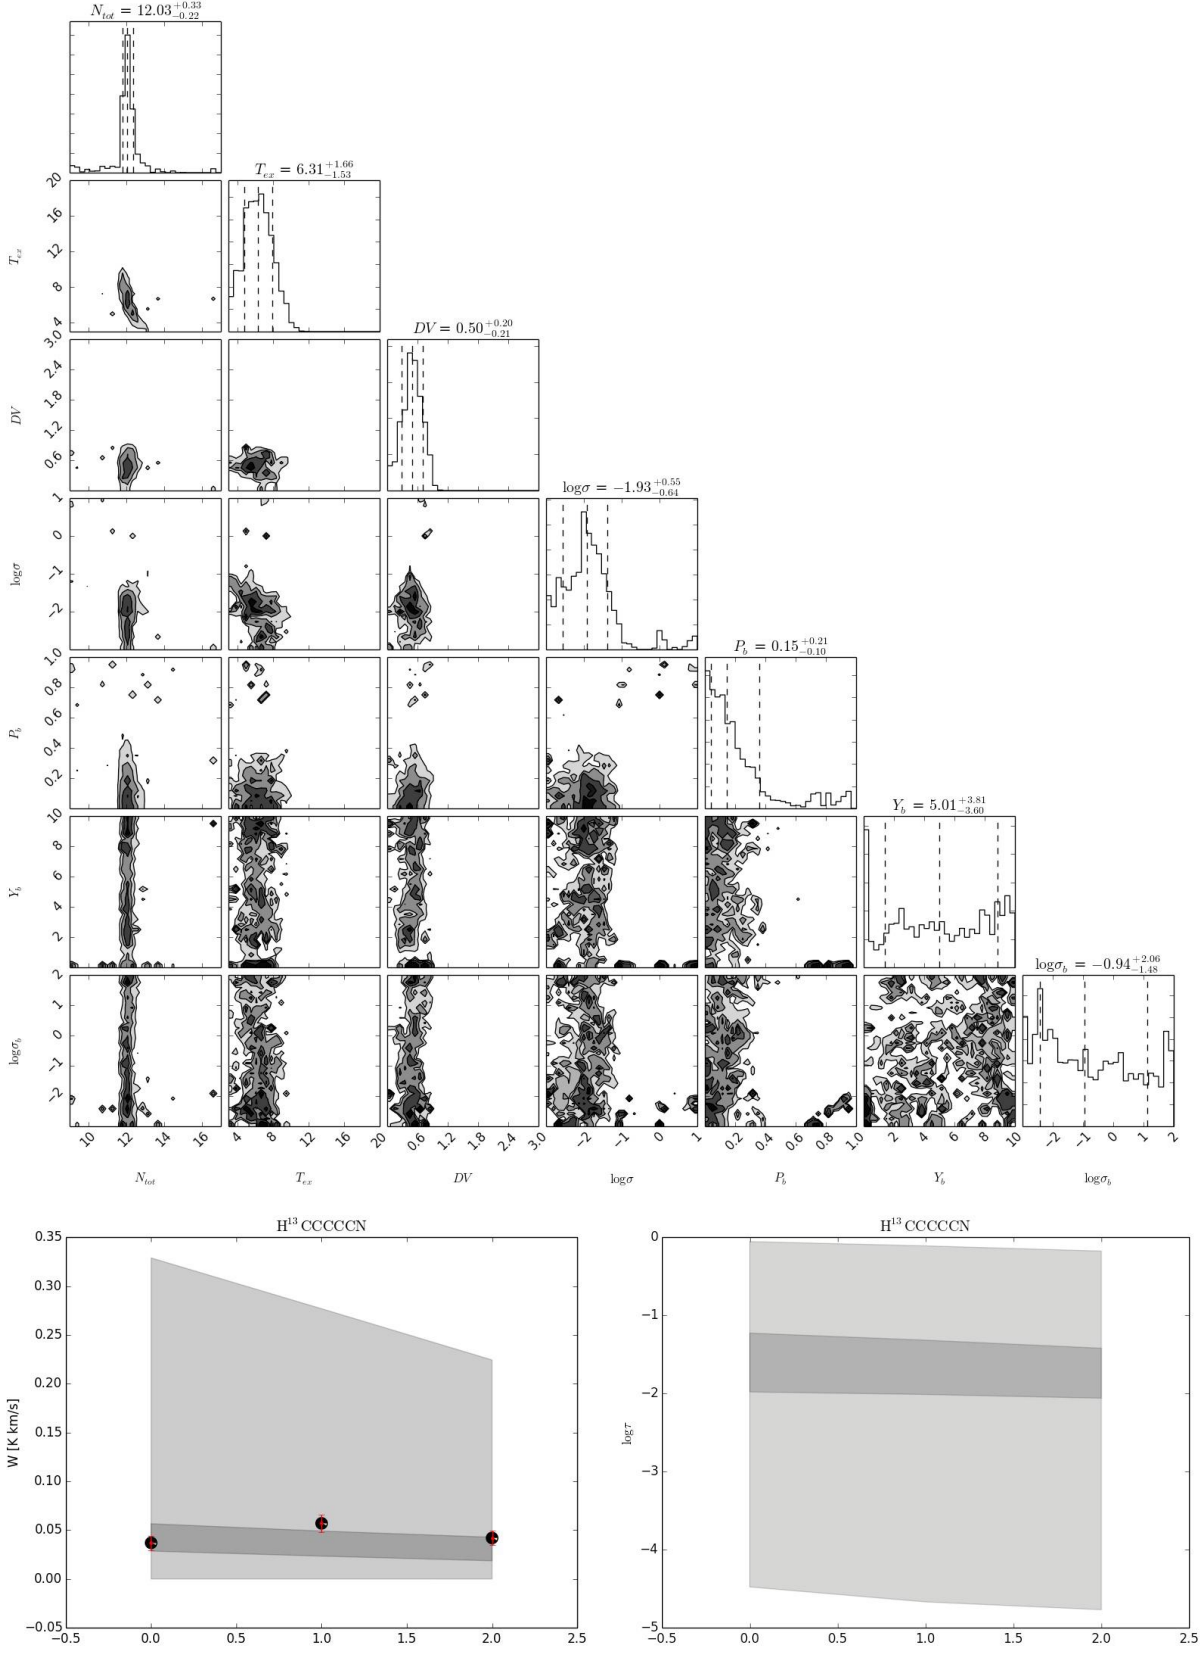 N_tot = 12.03 +0.33 −0.22
T_ex = 6.31 +1.66 −1.53
20
16
12
8
4
T_ex
DV = 0.50 +0.20 −0.21
3.0
2.4
1.8
1.2
0.6
DV
logσ = −1.93 +0.55 −0.64
1
0
−1
−2
logσ
P_b = 0.15 +0.21 −0.10
1.0
0.8
0.6
0.4
0.2
P_b
Y_b = 5.01 +3.81 −3.60
10
8
6
4
2
Y_b
logσ_b = −0.94 +2.06 −1.48
2
1
0
−1
−2
logσ_b
10 12 14 16 4 8 12 16 20 0.6 1.2 1.8 2.4 3.0 −2 −1 0 1 0.2 0.4 0.6 0.8 1.0 2 4 6 8 10 −2 −1 0 1 2
N_tot T_ex DV logσ P_b Y_b logσ_b
H¹³CCCCCN
0.35
0.30
0.25
0.20
0.15
0.10
0.05
0.00
−0.05
W [K km/s]
−0.5 0.0 0.5 1.0 1.5 2.0 2.5
H¹³CCCCCN
0
−1
−2
−3
−4
−5
logτ
−0.5 0.0 0.5 1.0 1.5 2.0 2.5